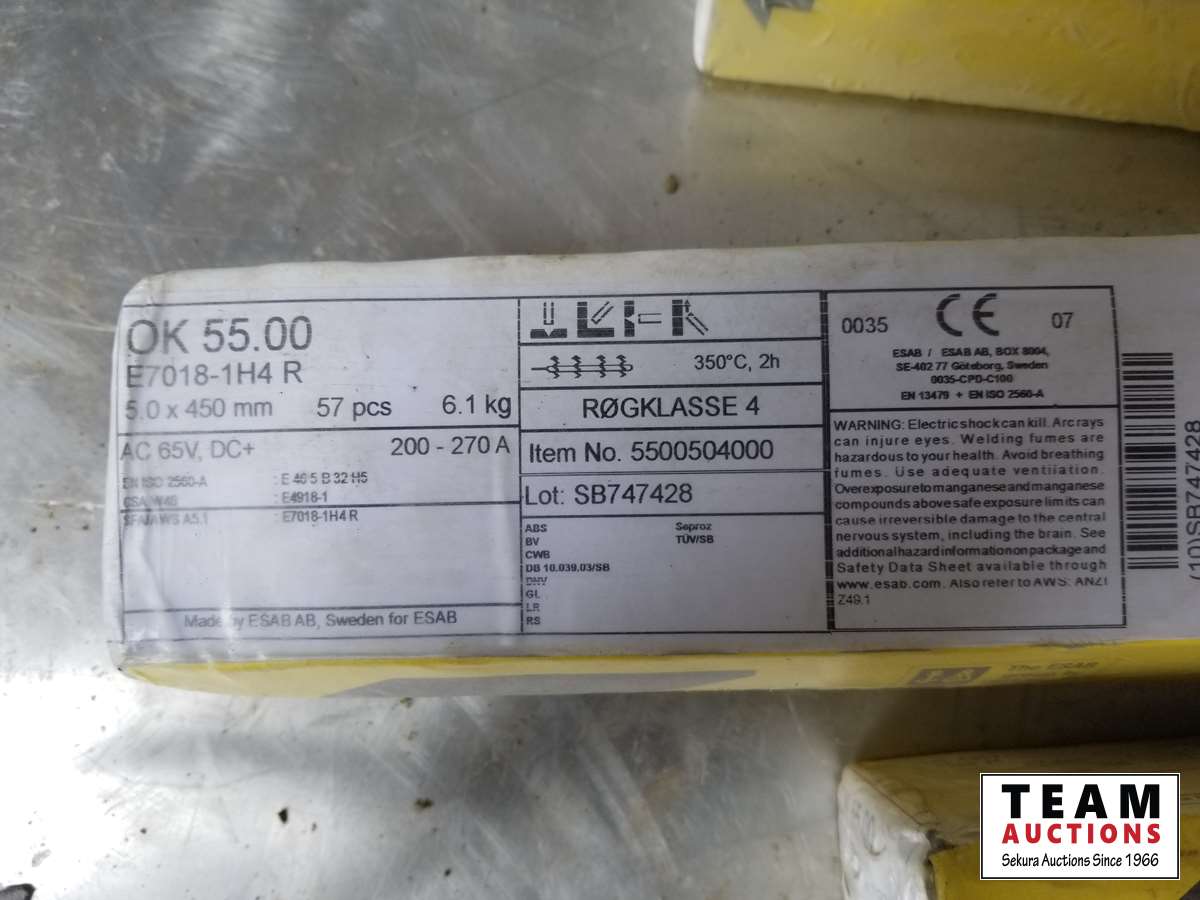 OK 55.00
E7018-1H4 R
5.0 x 450 mm 57 pcs 6.1 kg
AC 65V, DC+ 200 - 270 A
EN ISO 2560-A : E 46 5 B 32 H5
CSA W48 : E4918-1
SFA/AWS A5.1 : E7018-1H4 R
Made by ESAB AB, Sweden for ESAB
350°C, 2h
RØGKLASSE 4
Item No. 5500504000
Lot: SB747428
ABS Seproz
BV TÜV/SB
CWB
DB 10.039.03/SB
DNV
GL
LR
RS
0035 CE 07
ESAB / ESAB AB, BOX 8004,
SE-402 77 Göteborg, Sweden
0035-CPD-C100
EN 13479 + EN ISO 2560-A
WARNING: Electric shock can kill. Arc rays
can injure eyes. Welding fumes are
hazardous to your health. Avoid breathing
fumes. Use adequate ventilation.
Overexposure to manganese and manganese
compounds above safe exposure limits can
cause irreversible damage to the central
nervous system, including the brain. See
additional hazard information on package and
Safety Data Sheet available through
www.esab.com. Also refer to AWS: ANZI
Z49.1
(10)SB747428
The ESAB
TEAM
AUCTIONS
Sekura Auctions Since 1966